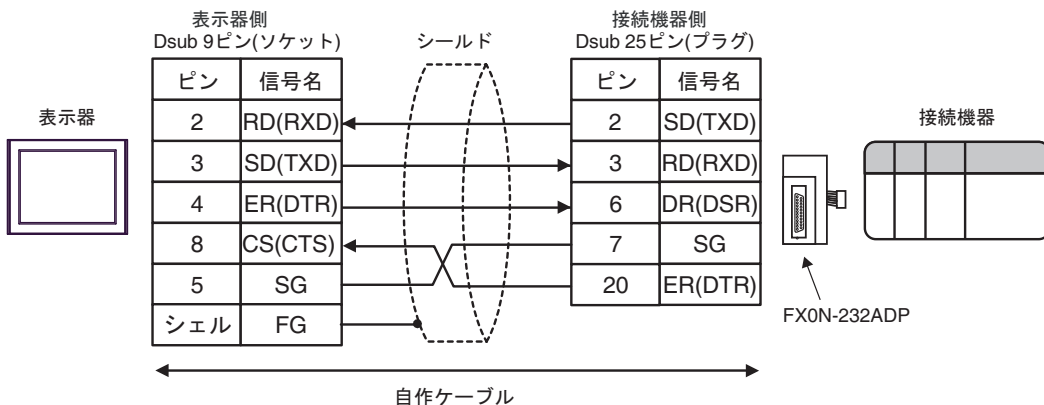 表示器側
Dsub 9ピン(ソケット)
シールド
接続機器側
Dsub 25ピン(プラグ)
表示器
接続機器
ピン 信号名
2 RD(RXD)
3 SD(TXD)
4 ER(DTR)
8 CS(CTS)
5 SG
シェル FG
ピン 信号名
2 SD(TXD)
3 RD(RXD)
6 DR(DSR)
7 SG
20 ER(DTR)
FX0N-232ADP
自作ケーブル